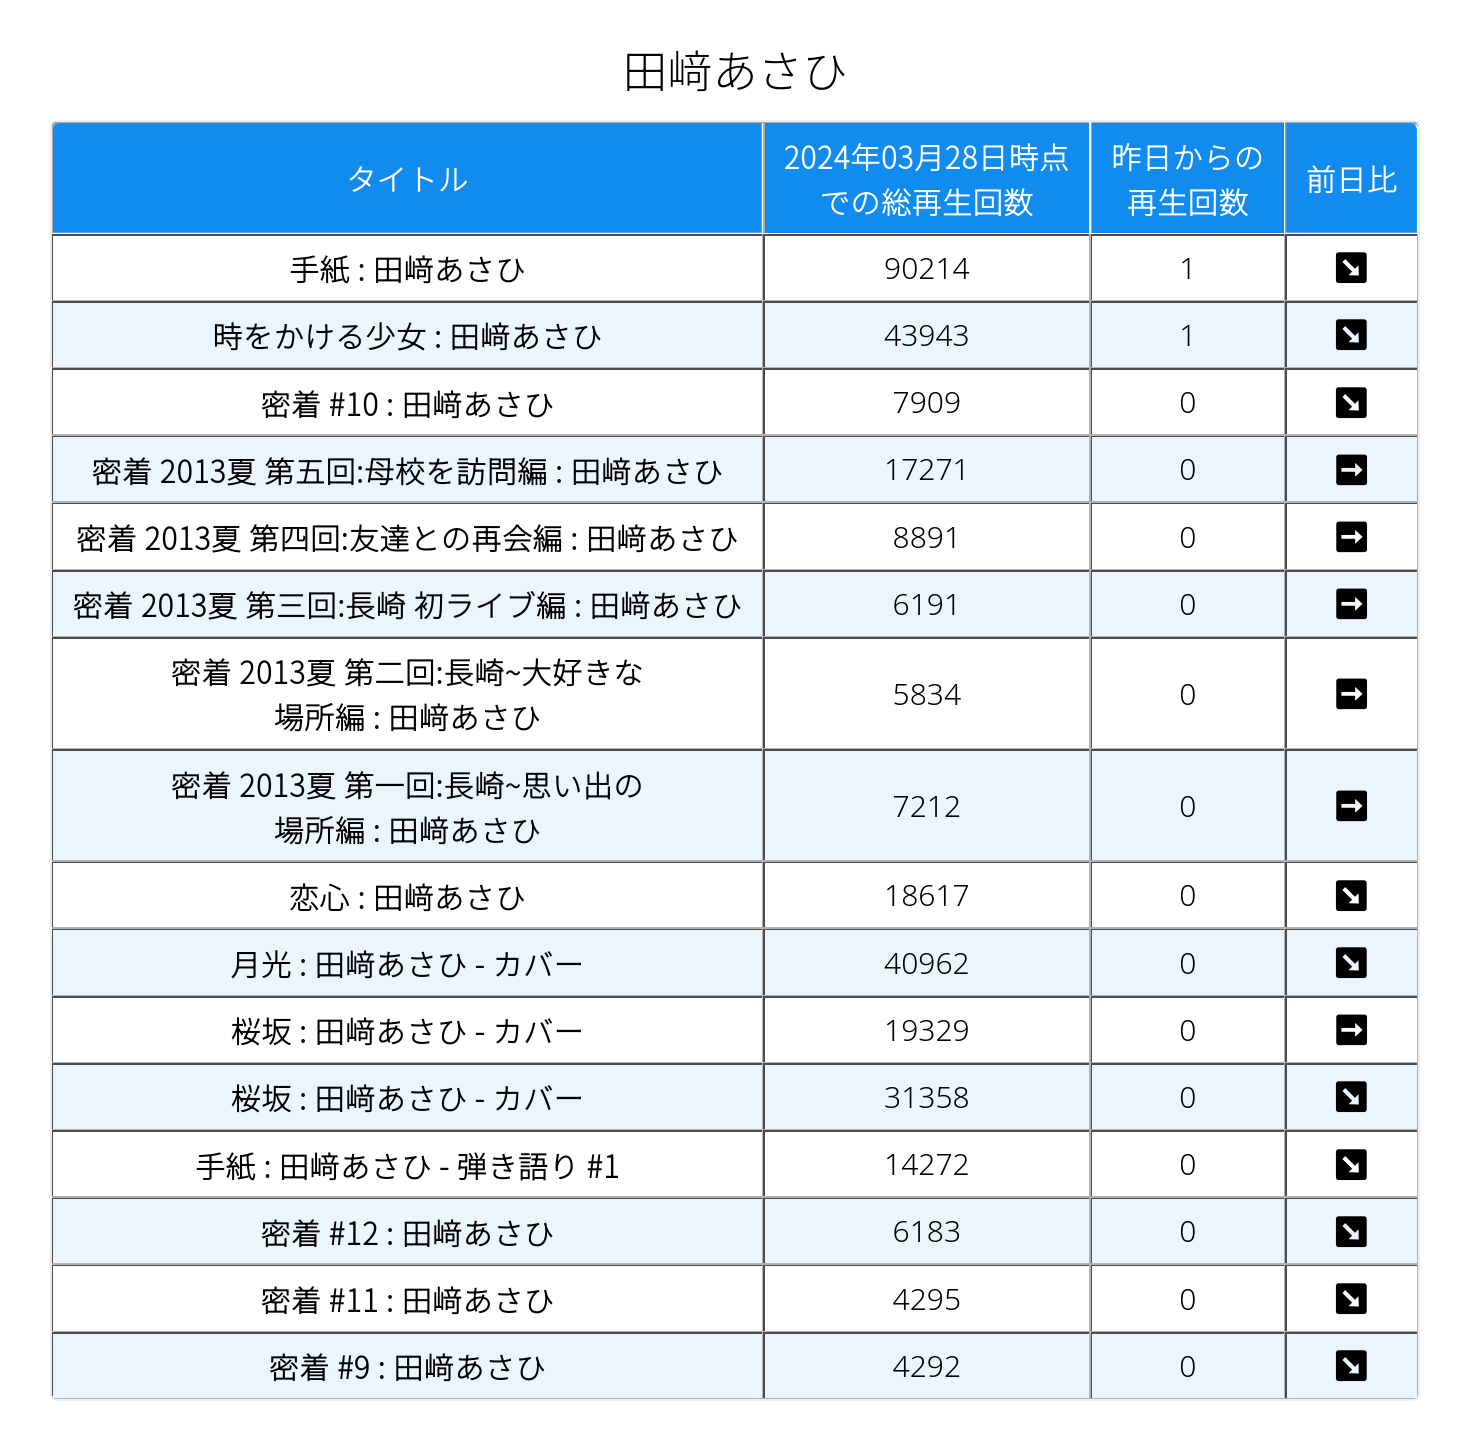 田﨑あさひ
タイトル
2024年03月28日時点
での総再生回数
昨日からの
再生回数
前日比
手紙 : 田﨑あさひ 90214 1 ↘
時をかける少女 : 田﨑あさひ 43943 1 ↘
密着 #10 : 田﨑あさひ 7909 0 ↘
密着 2013夏 第五回:母校を訪問編 : 田﨑あさひ 17271 0 →
密着 2013夏 第四回:友達との再会編 : 田﨑あさひ 8891 0 →
密着 2013夏 第三回:長崎 初ライブ編 : 田﨑あさひ 6191 0 →
密着 2013夏 第二回:長崎~大好きな
場所編 : 田﨑あさひ 5834 0 →
密着 2013夏 第一回:長崎~思い出の
場所編 : 田﨑あさひ 7212 0 →
恋心 : 田﨑あさひ 18617 0 ↘
月光 : 田﨑あさひ - カバー 40962 0 ↘
桜坂 : 田﨑あさひ - カバー 19329 0 →
桜坂 : 田﨑あさひ - カバー 31358 0 ↘
手紙 : 田﨑あさひ - 弾き語り #1 14272 0 ↘
密着 #12 : 田﨑あさひ 6183 0 ↘
密着 #11 : 田﨑あさひ 4295 0 ↘
密着 #9 : 田﨑あさひ 4292 0 ↘